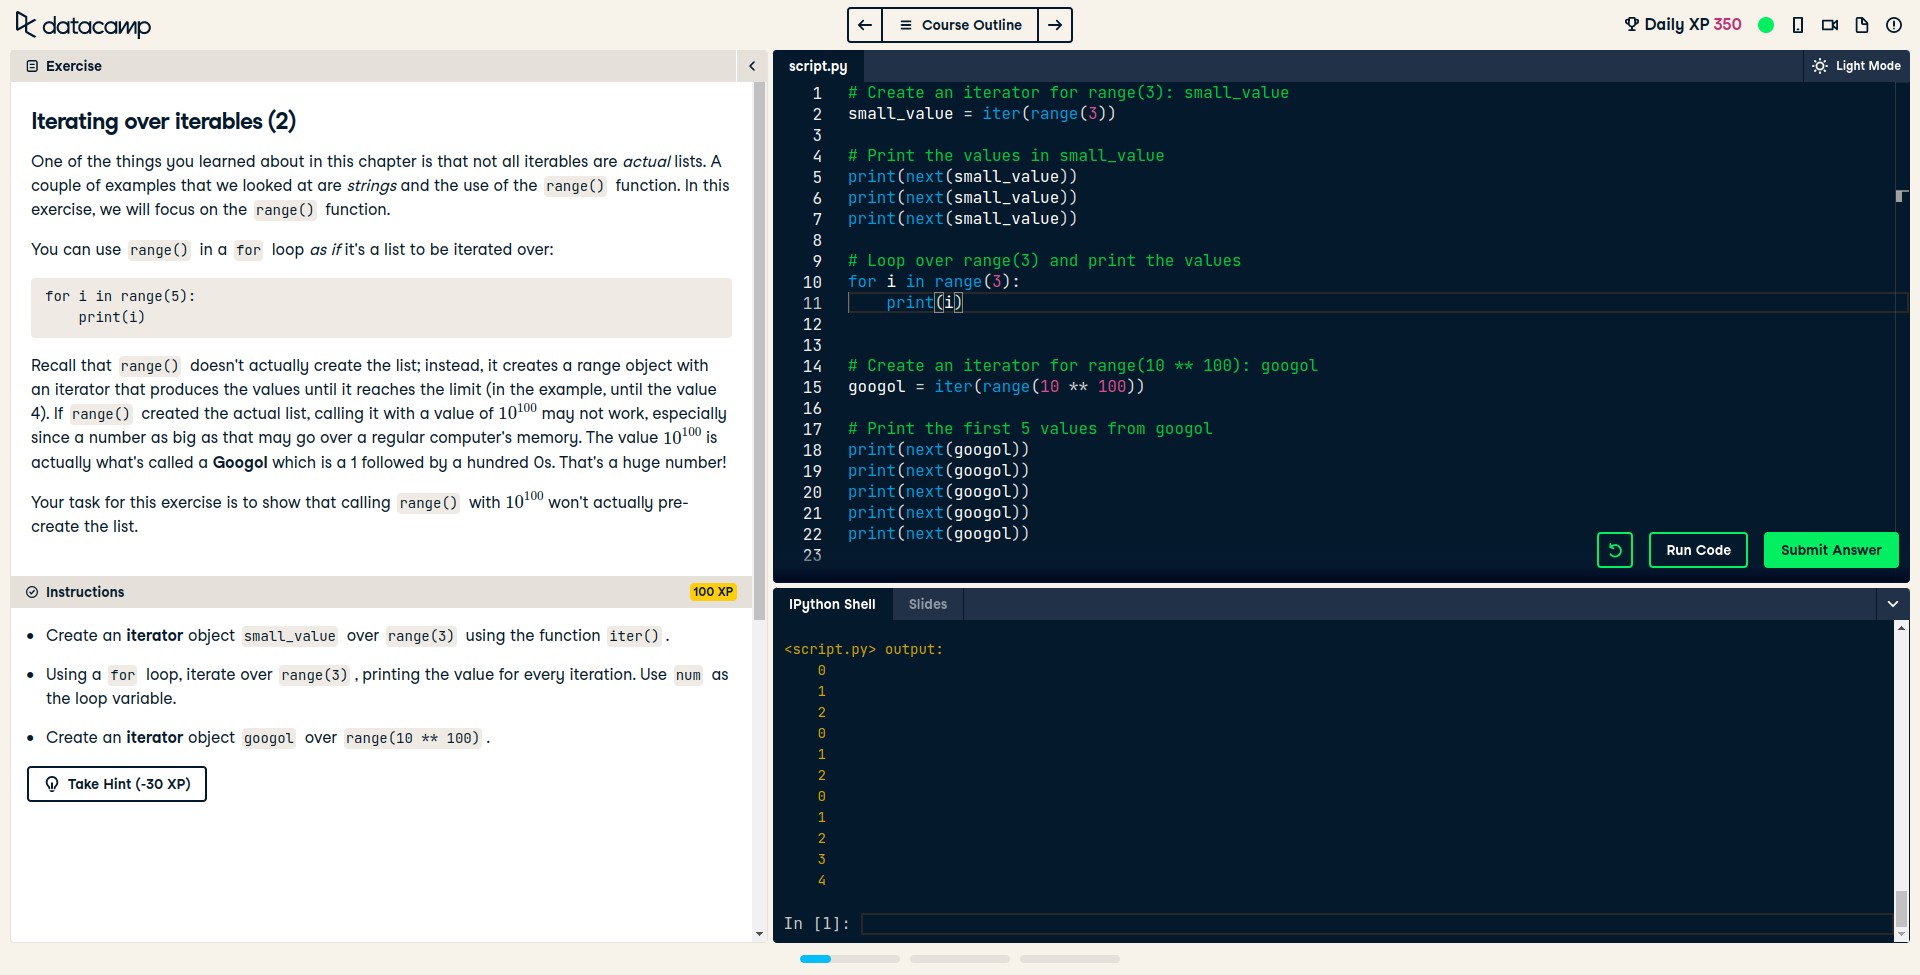 datacamp
Course Outline
Daily XP 350
Exercise
Iterating over iterables (2)
One of the things you learned about in this chapter is that not all iterables are actual lists. A
couple of examples that we looked at are strings and the use of the range() function. In this
exercise, we will focus on the range() function.
You can use range() in a for loop as if it's a list to be iterated over:
for i in range(5):
    print(i)
Recall that range() doesn't actually create the list; instead, it creates a range object with
an iterator that produces the values until it reaches the limit (in the example, until the value
4). If range() created the actual list, calling it with a value of 10^100 may not work, especially
since a number as big as that may go over a regular computer's memory. The value 10^100 is
actually what's called a Googol which is a 1 followed by a hundred 0s. That's a huge number!
Your task for this exercise is to show that calling range() with 10^100 won't actually pre-
create the list.
Instructions
100 XP
• Create an iterator object small_value over range(3) using the function iter().
• Using a for loop, iterate over range(3), printing the value for every iteration. Use num as
the loop variable.
• Create an iterator object googol over range(10 ** 100).
Take Hint (-30 XP)
script.py
Light Mode
1 # Create an iterator for range(3): small_value
2 small_value = iter(range(3))
3
4 # Print the values in small_value
5 print(next(small_value))
6 print(next(small_value))
7 print(next(small_value))
8
9 # Loop over range(3) and print the values
10 for i in range(3):
11     print(i)
12
13
14 # Create an iterator for range(10 ** 100): googol
15 googol = iter(range(10 ** 100))
16
17 # Print the first 5 values from googol
18 print(next(googol))
19 print(next(googol))
20 print(next(googol))
21 print(next(googol))
22 print(next(googol))
23
Run Code
Submit Answer
IPython Shell
Slides
<script.py> output:
0
1
2
0
1
2
0
1
2
3
4
In [1]: